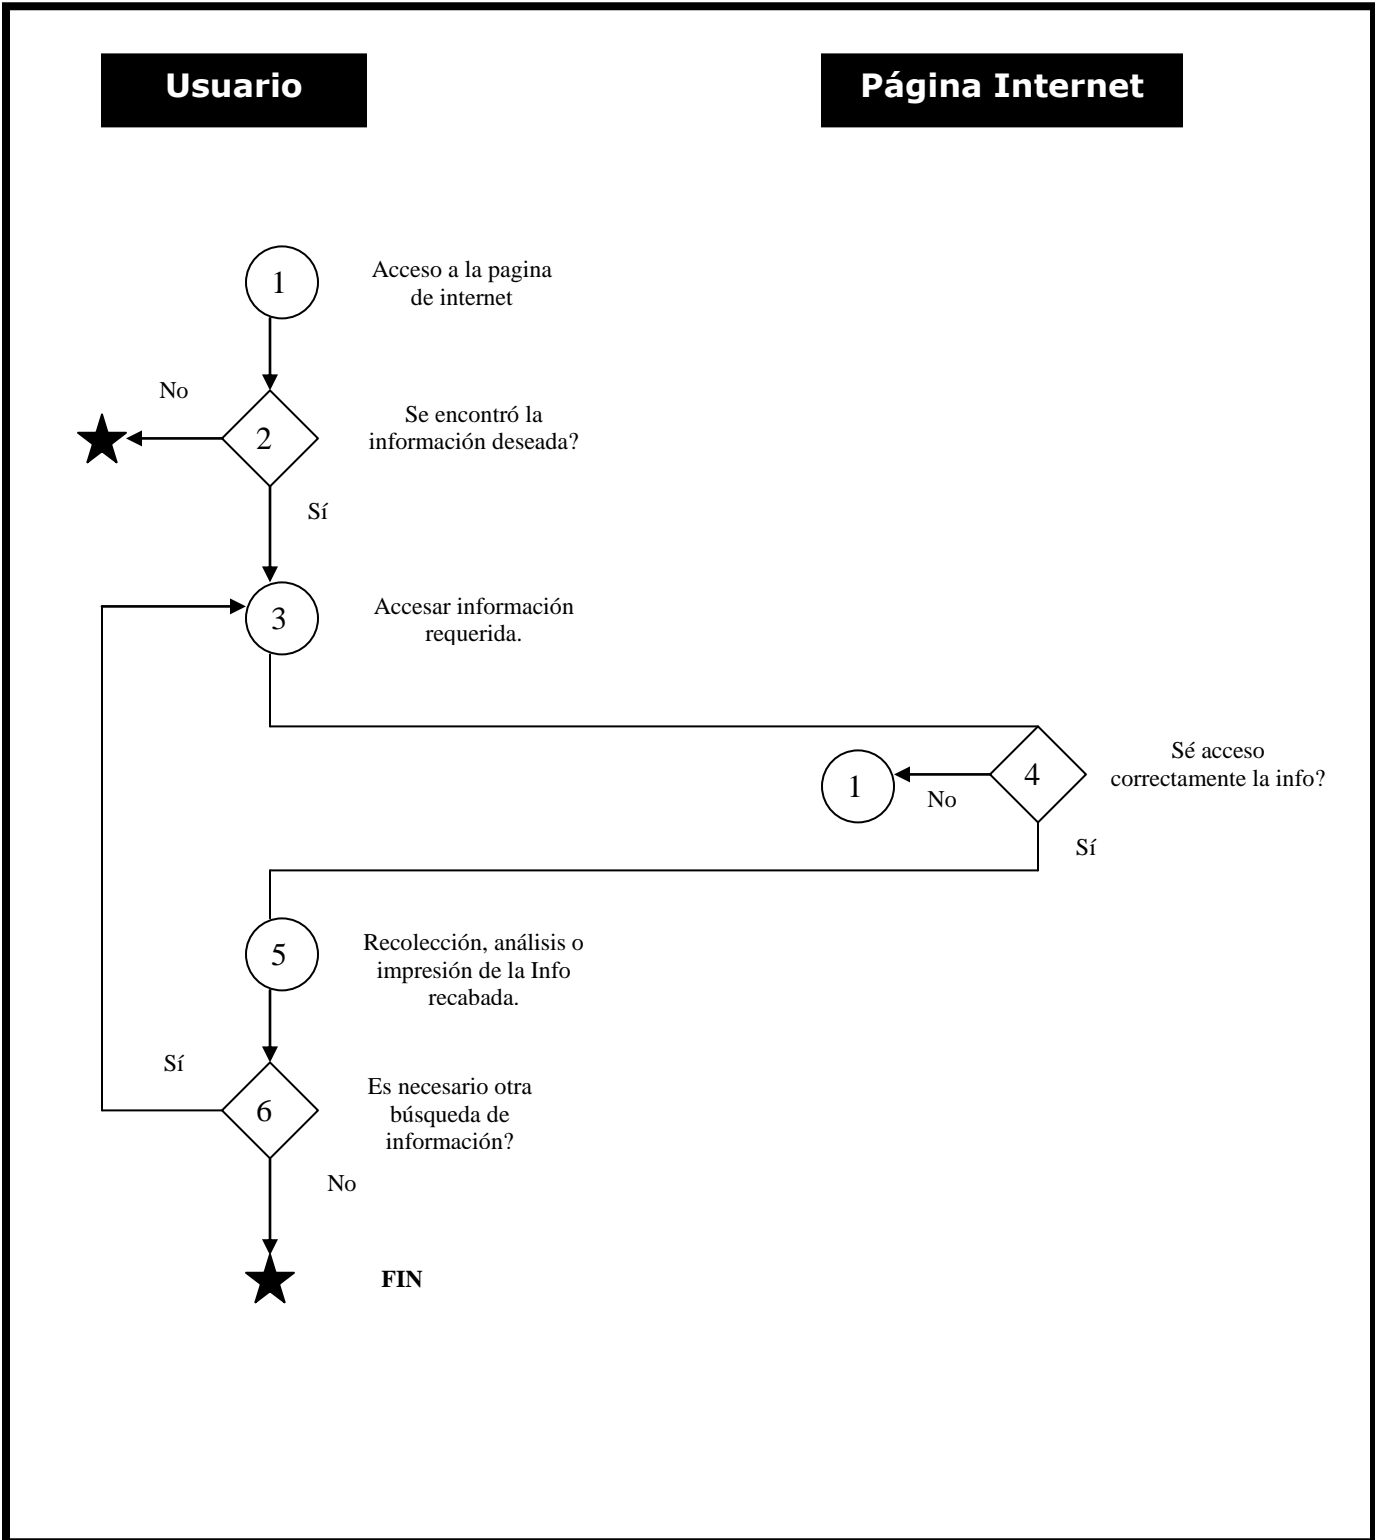 Usuario
Página Internet
1
Acceso a la pagina
de internet
No
2
Se encontró la
información deseada?
Sí
3
Accesar información
requerida.
4
Sé acceso
correctamente la info?
1
No
Sí
5
Recolección, análisis o
impresión de la Info
recabada.
Sí
6
Es necesario otra
búsqueda de
información?
No
FIN